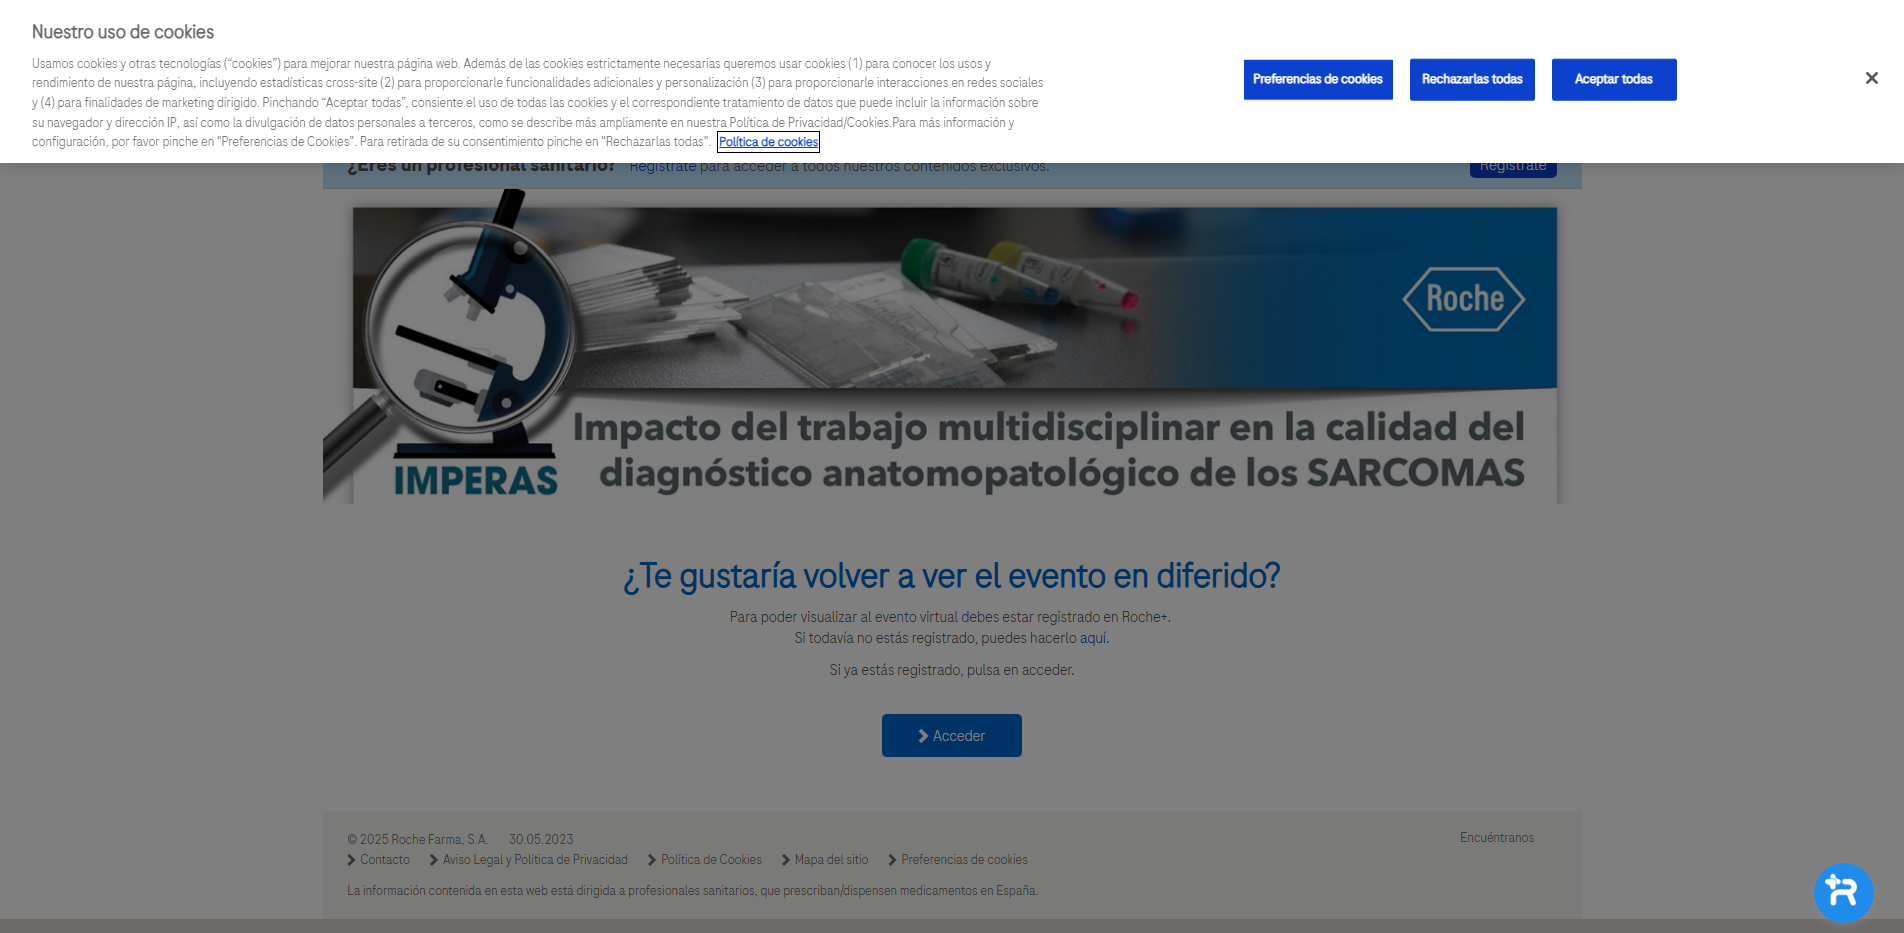 Nuestro uso de cookies
Usamos cookies y otras tecnologías (“cookies”) para mejorar nuestra página web. Además de las cookies estrictamente necesarias queremos usar cookies (1) para conocer los usos y
rendimiento de nuestra página, incluyendo estadísticas cross-site (2) para proporcionarle funcionalidades adicionales y personalización (3) para proporcionarle interacciones en redes sociales
y (4) para finalidades de marketing dirigido. Pinchando “Aceptar todas”, consiente el uso de todas las cookies y el correspondiente tratamiento de datos que puede incluir la información sobre
su navegador y dirección IP, así como la divulgación de datos personales a terceros, como se describe más ampliamente en nuestra Política de Privacidad/Cookies.Para más información y
configuración, por favor pinche en "Preferencias de Cookies". Para retirada de su consentimiento pinche en "Rechazarlas todas". Política de cookies
Preferencias de cookies Rechazarlas todas Aceptar todas
¿Eres un profesional sanitario? Regístrate para acceder a todos nuestros contenidos exclusivos. Regístrate
Roche
Impacto del trabajo multidisciplinar en la calidad del
diagnóstico anatomopatológico de los SARCOMAS
IMPERAS
¿Te gustaría volver a ver el evento en diferido?
Para poder visualizar al evento virtual debes estar registrado en Roche+.
Si todavía no estás registrado, puedes hacerlo aquí.
Si ya estás registrado, pulsa en acceder.
Acceder
© 2025 Roche Farma, S.A. 30.05.2023
Encuéntranos
Contacto Aviso Legal y Política de Privacidad Política de Cookies Mapa del sitio Preferencias de cookies
La información contenida en esta web está dirigida a profesionales sanitarios, que prescriban/dispensen medicamentos en España.